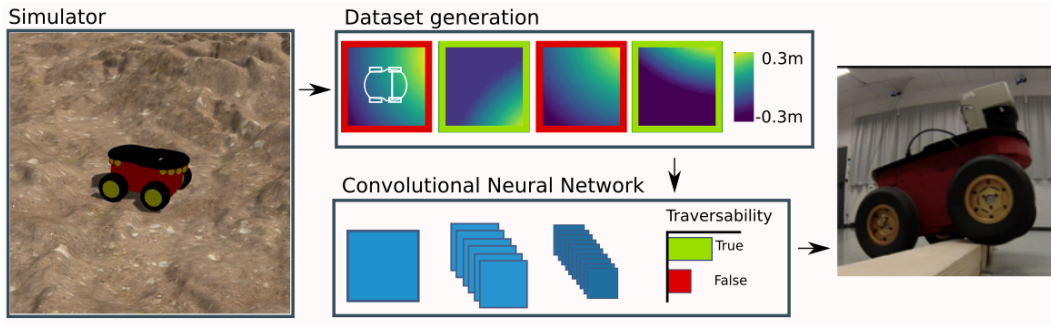 Simulator
Dataset generation
0.3m
-0.3m
Convolutional Neural Network
Traversability
True
False